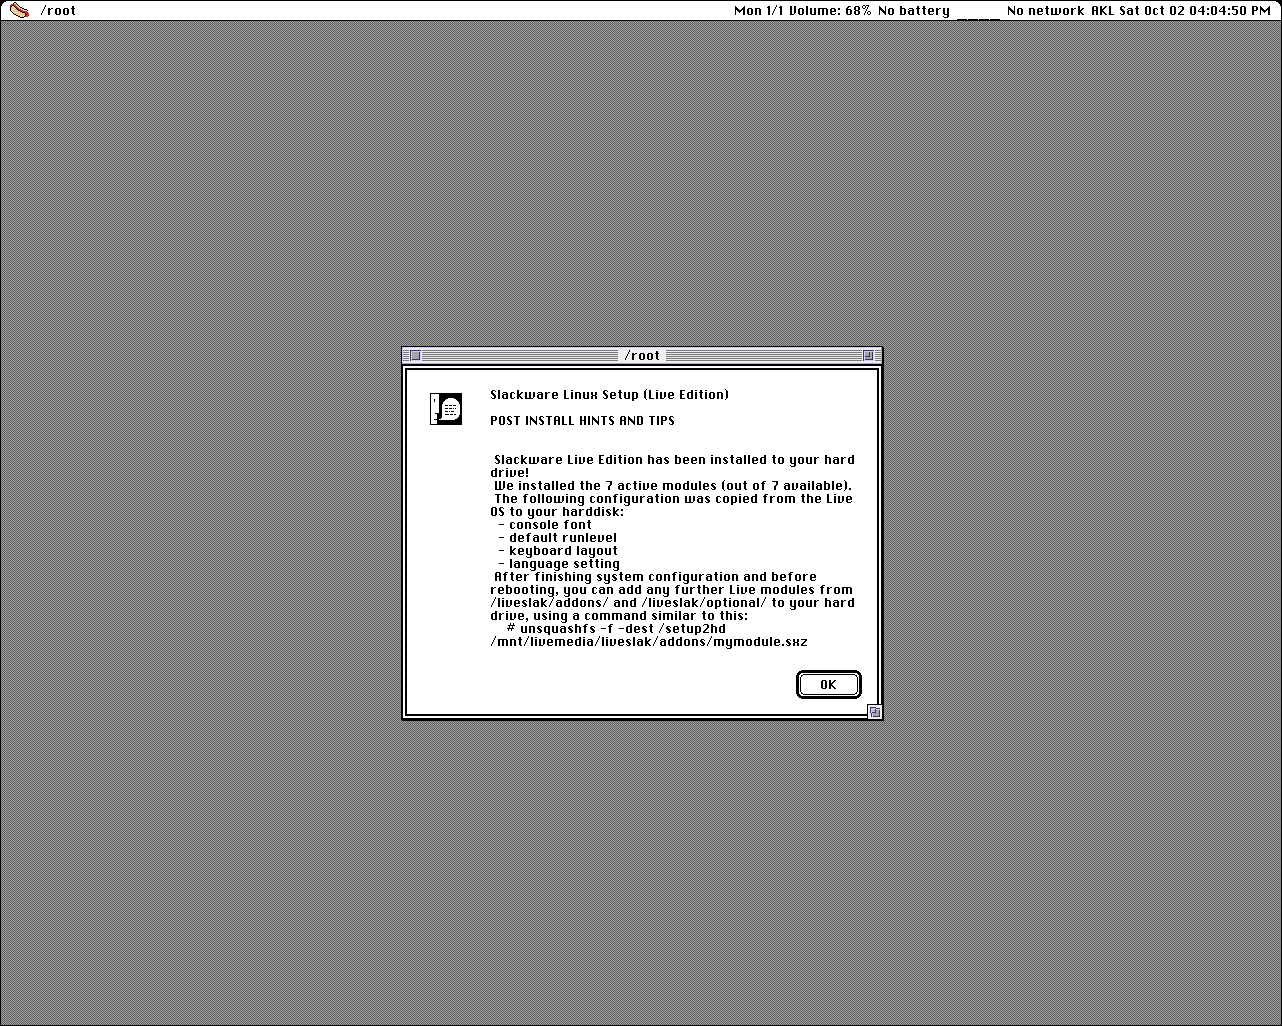 /root
Mon 1/1 Volume: 68% No battery ____ No network AKL Sat Oct 02 04:04:50 PM
/root
Slackware Linux Setup (Live Edition)
POST INSTALL HINTS AND TIPS
Slackware Live Edition has been installed to your hard
drive!
We installed the 7 active modules (out of 7 available).
The following configuration was copied from the Live
OS to your harddisk:
- console font
- default runlevel
- keyboard layout
- language setting
After finishing system configuration and before
rebooting, you can add any further Live modules from
/liveslak/addons/ and /liveslak/optional/ to your hard
drive, using a command similar to this:
# unsquashfs -f -dest /setup2hd
/mnt/livemedia/liveslak/addons/mymodule.sxz
OK